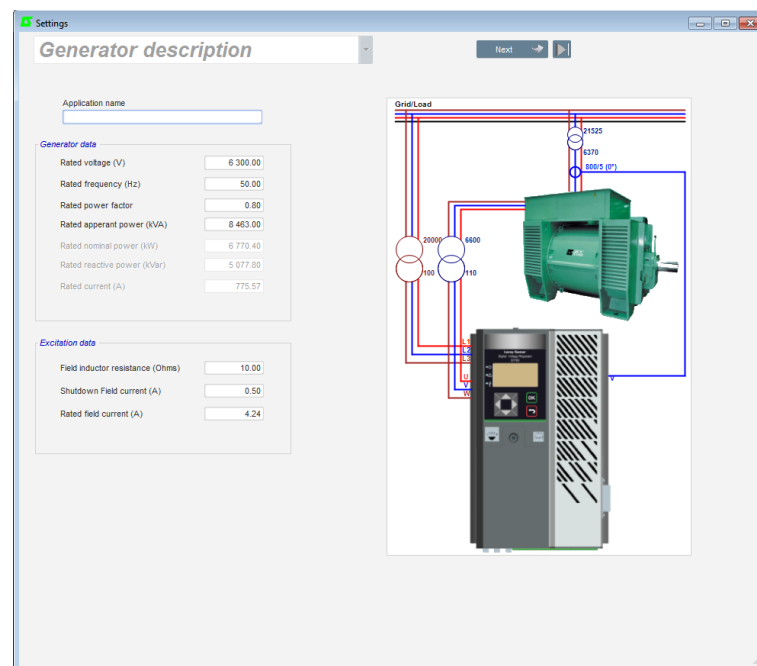 Settings
Generator description
Next
Application name
Generator data
Rated voltage (V) 6 300.00
Rated frequency (Hz) 50.00
Rated power factor 0.80
Rated apperant power (kVA) 8 463.00
Rated nominal power (kW) 6 770.40
Rated reactive power (kVar) 5 077.80
Rated current (A) 775.57
Excitation data
Field inductor resistance (Ohms) 10.00
Shutdown Field current (A) 0.50
Rated field current (A) 4.24
Grid/Load
21525
6370
800/5 (0°)
20000 6600
100 110
L1
L2
L3
U
V
W
V
OK